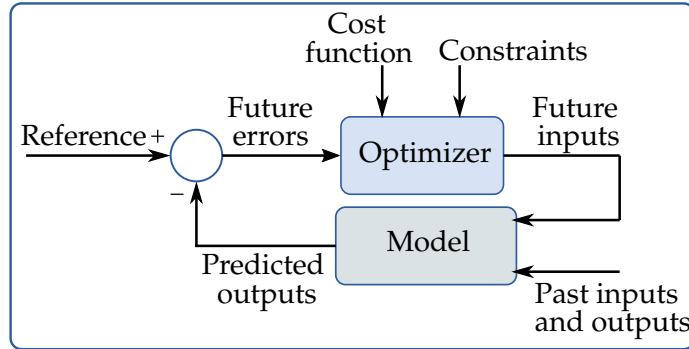 Cost
function
Constraints
Reference +
Future
errors
Optimizer
Future
inputs
−
Model
Predicted
outputs
Past inputs
and outputs